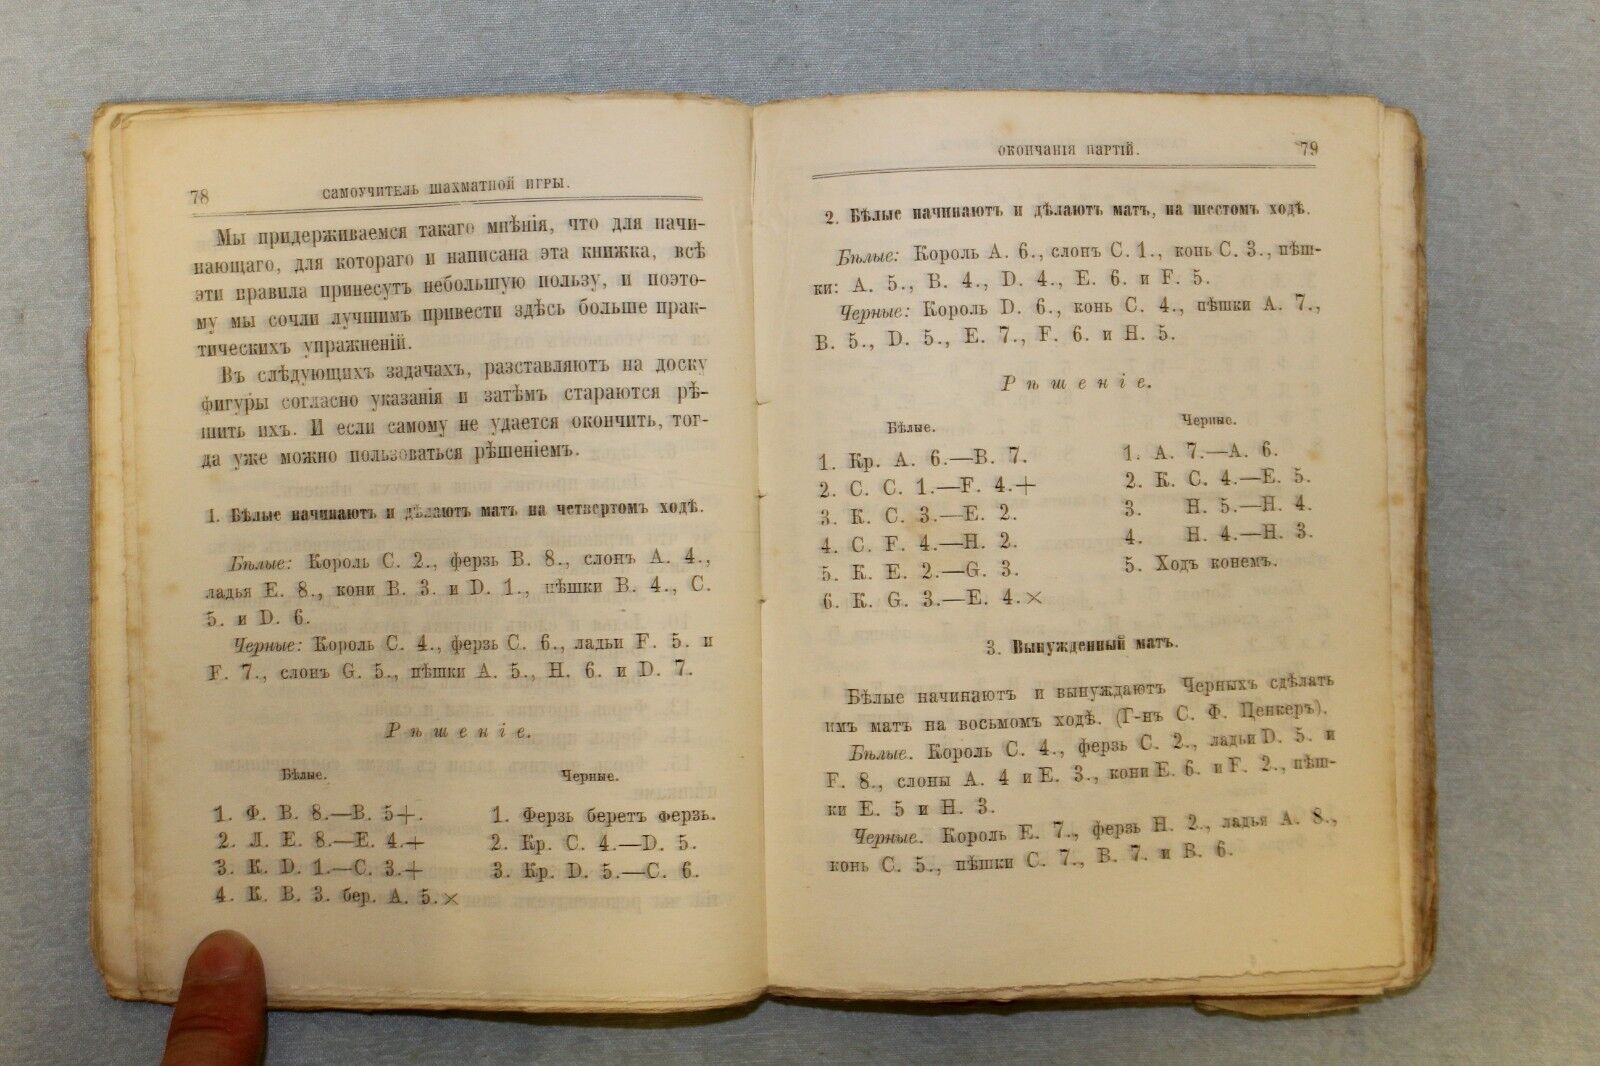 78
САМОУЧИТЕЛЬ ШАХМАТНОЙ ИГРЫ.
Мы придерживаемся такаго мнѣнія, что для начи-
нающаго, для котораго и написана эта книжка, всѣ
эти правила принесутъ небольшую пользу, и поэто-
му мы сочли лучшимъ привести здѣсь больше прак-
тическихъ упражненій.
Въ слѣдующихъ задачахъ, разставляютъ на доску
фигуры согласно указанія и затѣмъ стараются рѣ-
шить ихъ. И если самому не удается окончить, тог-
да уже можно пользоваться рѣшеніемъ.
1. Бѣлые начинаютъ и дѣлаютъ матъ на четвертомъ ходѣ.
Бѣлые: Король C. 2., ферзь B. 8., слонъ A. 4.,
ладья E. 8., кони B. 3. и D. 1., пѣшки B. 4., C.
5. и D. 6.
Черные: Король C. 4., ферзь C. 6., ладьи F. 5. и
F. 7., слонъ G. 5., пѣшки A. 5., H. 6. и D. 7.
Рѣшеніе.
Бѣлые. Черные.
1. Ф. B. 8.—B. 5+. 1. Ферзь беретъ ферзь.
2. Л. E. 8.—E. 4.+ 2. Кр. C. 4.—D. 5.
3. К. D. 1.—C. 3.+ 3. Кр. D. 5.—C. 6.
4. К. B. 3. бер. A. 5.×
ОКОНЧАНІЯ ПАРТІЙ. 79
2. Бѣлые начинаютъ и дѣлаютъ матъ, на шестомъ ходѣ.
Бѣлые: Король A. 6., слонъ C. 1., конь C. 3., пѣш-
ки: A. 5., B. 4., D. 4., E. 6. и F. 5.
Черные: Король D. 6., конь C. 4., пѣшки A. 7.,
B. 5., D. 5., E. 7., F. 6. и H. 5.
Рѣшеніе.
Бѣлые. Черные.
1. Кр. A. 6.—B. 7. 1. A. 7.—A. 6.
2. С. C. 1.—F. 4.+ 2. К. C. 4.—E. 5.
3. К. C. 3.—E. 2. 3. H. 5.—H. 4.
4. С. F. 4.—H. 2. 4. H. 4.—H. 3.
5. К. E. 2.—G. 3. 5. Ходъ конемъ.
6. К. G. 3.—E. 4.×
3. Вынужденный матъ.
Бѣлые начинаютъ и вынуждаютъ Черныхъ сдѣлать
имъ матъ на восьмомъ ходѣ. (Г-нъ С. Ф. Ценкеръ).
Бѣлые. Король C. 4., ферзь C. 2., ладьи D. 5. и
F. 8., слоны A. 4 и E. 3., кони E. 6. и F. 2., пѣш-
ки E. 5 и H. 3.
Черные. Король E. 7., ферзь H. 2., ладья A. 8.,
конь C. 5., пѣшки C. 7., B. 7. и B. 6.